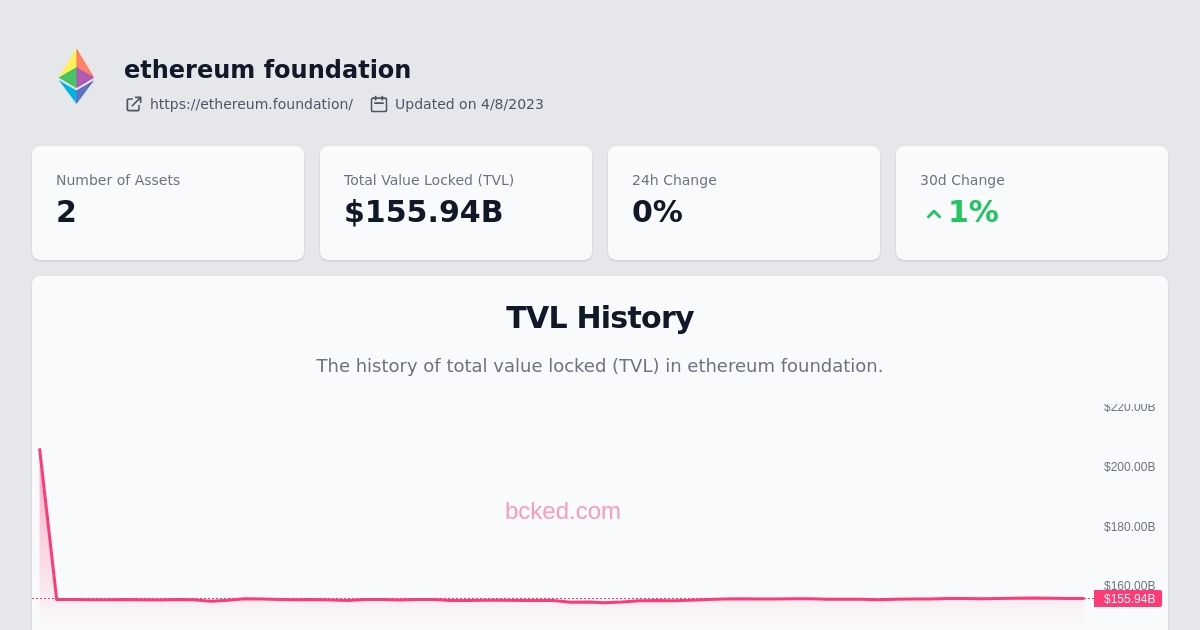 ethereum foundation
https://ethereum.foundation/ Updated on 4/8/2023
Number of Assets
2
Total Value Locked (TVL)
$155.94B
24h Change
0%
30d Change
1%
TVL History
The history of total value locked (TVL) in ethereum foundation.
$220.00B
$200.00B
bcked.com
$180.00B
$160.00B
$155.94B